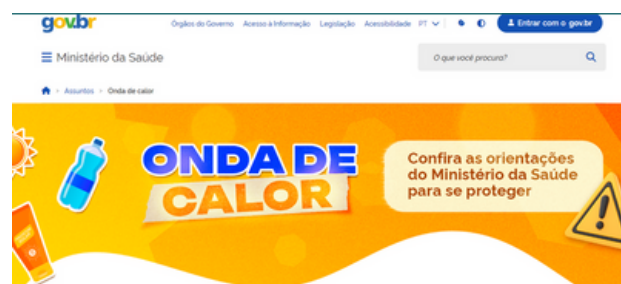 gov.br
Órgãos do Governo Acesso à Informação Legislação Acessibilidade PT Entrar com o gov.br
Ministério da Saúde
O que você procura?
> Assuntos > Onda de calor
ONDA DE
CALOR
Confira as orientações
do Ministério da Saúde
para se proteger